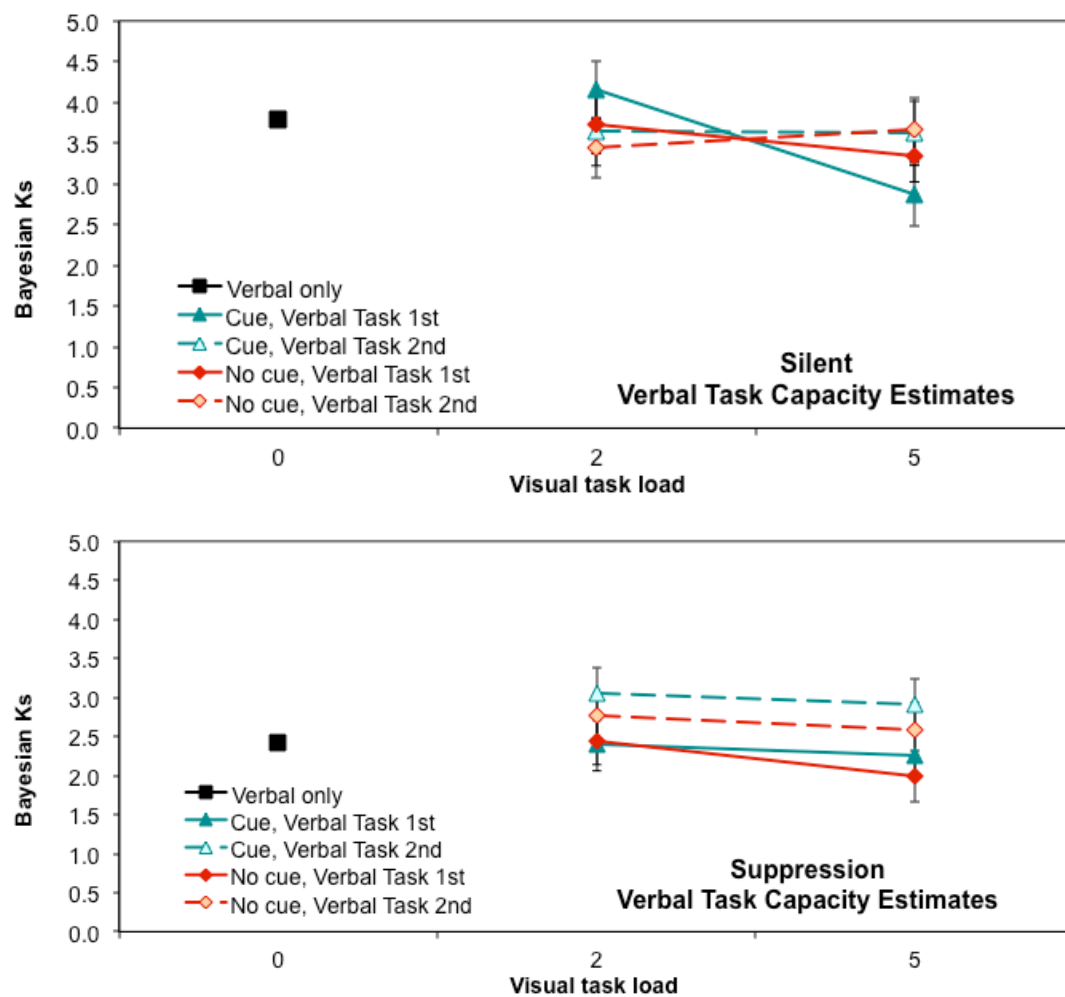 5.0
4.5
4.0
3.5
3.0
2.5
2.0
1.5
1.0
0.5
0.0
Bayesian Ks
Verbal only
Cue, Verbal Task 1st
Cue, Verbal Task 2nd
No cue, Verbal Task 1st
No cue, Verbal Task 2nd
Silent
Verbal Task Capacity Estimates
0 2 5
Visual task load
5.0
4.5
4.0
3.5
3.0
2.5
2.0
1.5
1.0
0.5
0.0
Bayesian Ks
Verbal only
Cue, Verbal Task 1st
Cue, Verbal Task 2nd
No cue, Verbal Task 1st
No cue, Verbal Task 2nd
Suppression
Verbal Task Capacity Estimates
0 2 5
Visual task load